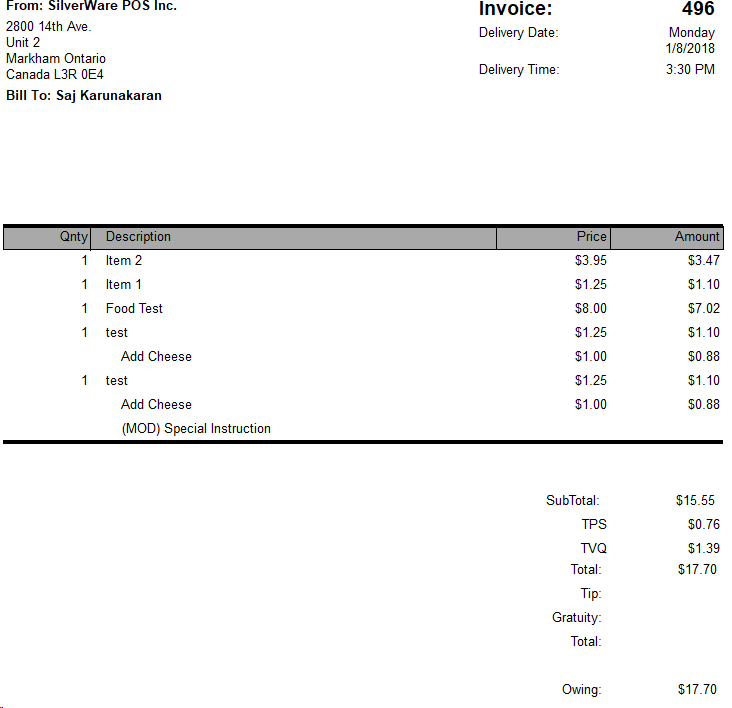 From: SilverWare POS Inc.
2800 14th Ave.
Unit 2
Markham Ontario
Canada L3R 0E4
Bill To: Saj Karunakaran
Invoice: 496
Delivery Date: Monday
1/8/2018
Delivery Time: 3:30 PM
Qnty Description Price Amount
1 Item 2 $3.95 $3.47
1 Item 1 $1.25 $1.10
1 Food Test $8.00 $7.02
1 test $1.25 $1.10
Add Cheese $1.00 $0.88
1 test $1.25 $1.10
Add Cheese $1.00 $0.88
(MOD) Special Instruction
SubTotal: $15.55
TPS $0.76
TVQ $1.39
Total: $17.70
Tip:
Gratuity:
Total:
Owing: $17.70